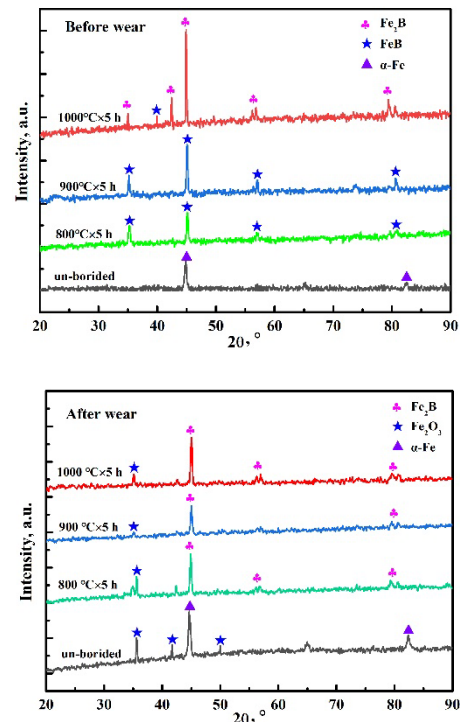 Before wear
♣ Fe₂B
★ FeB
▲ α-Fe
1000°C×5 h
900°C×5 h
800°C×5 h
un-borided
Intensity, a.u.
20 30 40 50 60 70 80 90
2θ, °
After wear
♣ Fe₂B
★ Fe₂O₃
▲ α-Fe
1000 °C×5 h
900 °C×5 h
800 °C×5 h
un-borided
Intensity, a.u.
20 30 40 50 60 70 80 90
2θ, °